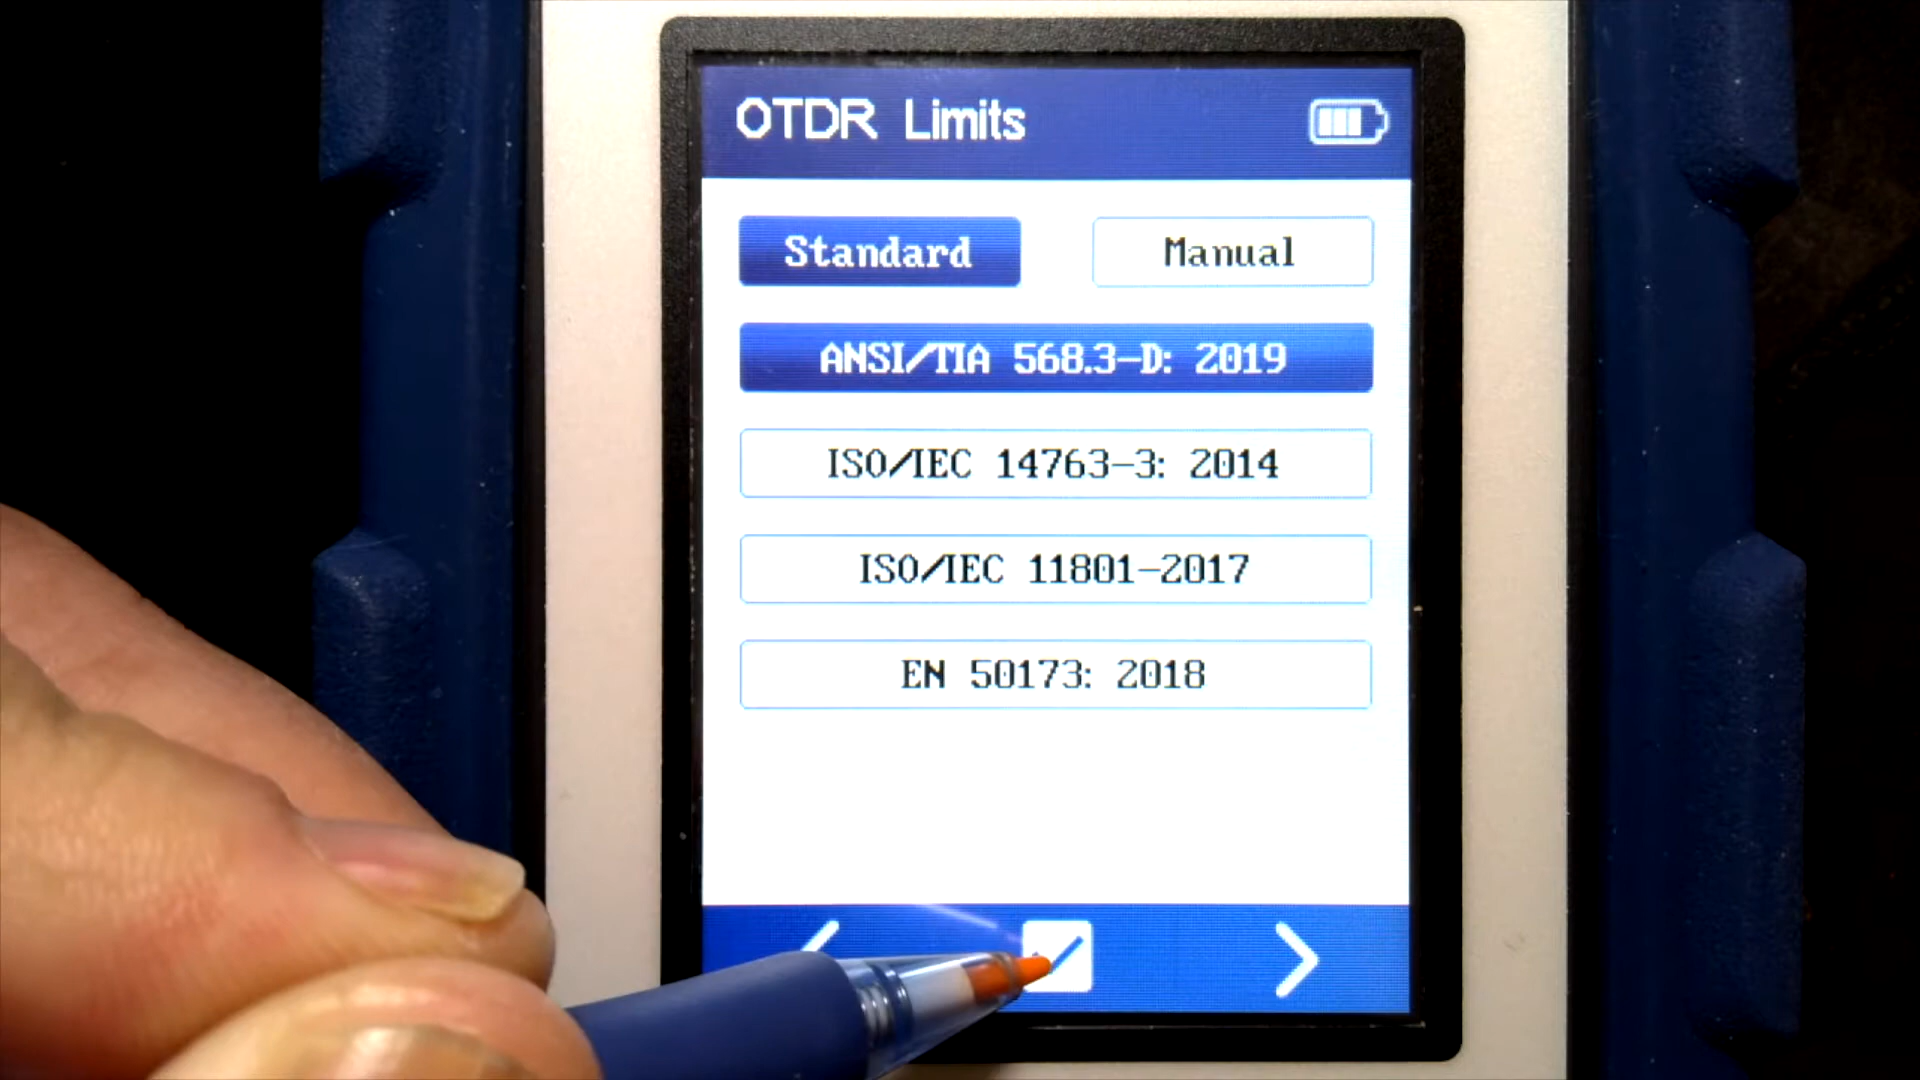 OTDR Limits
Standard Manual
ANSI/TIA 568.3-D: 2019
ISO/IEC 14763-3: 2014
ISO/IEC 11801-2017
EN 50173: 2018